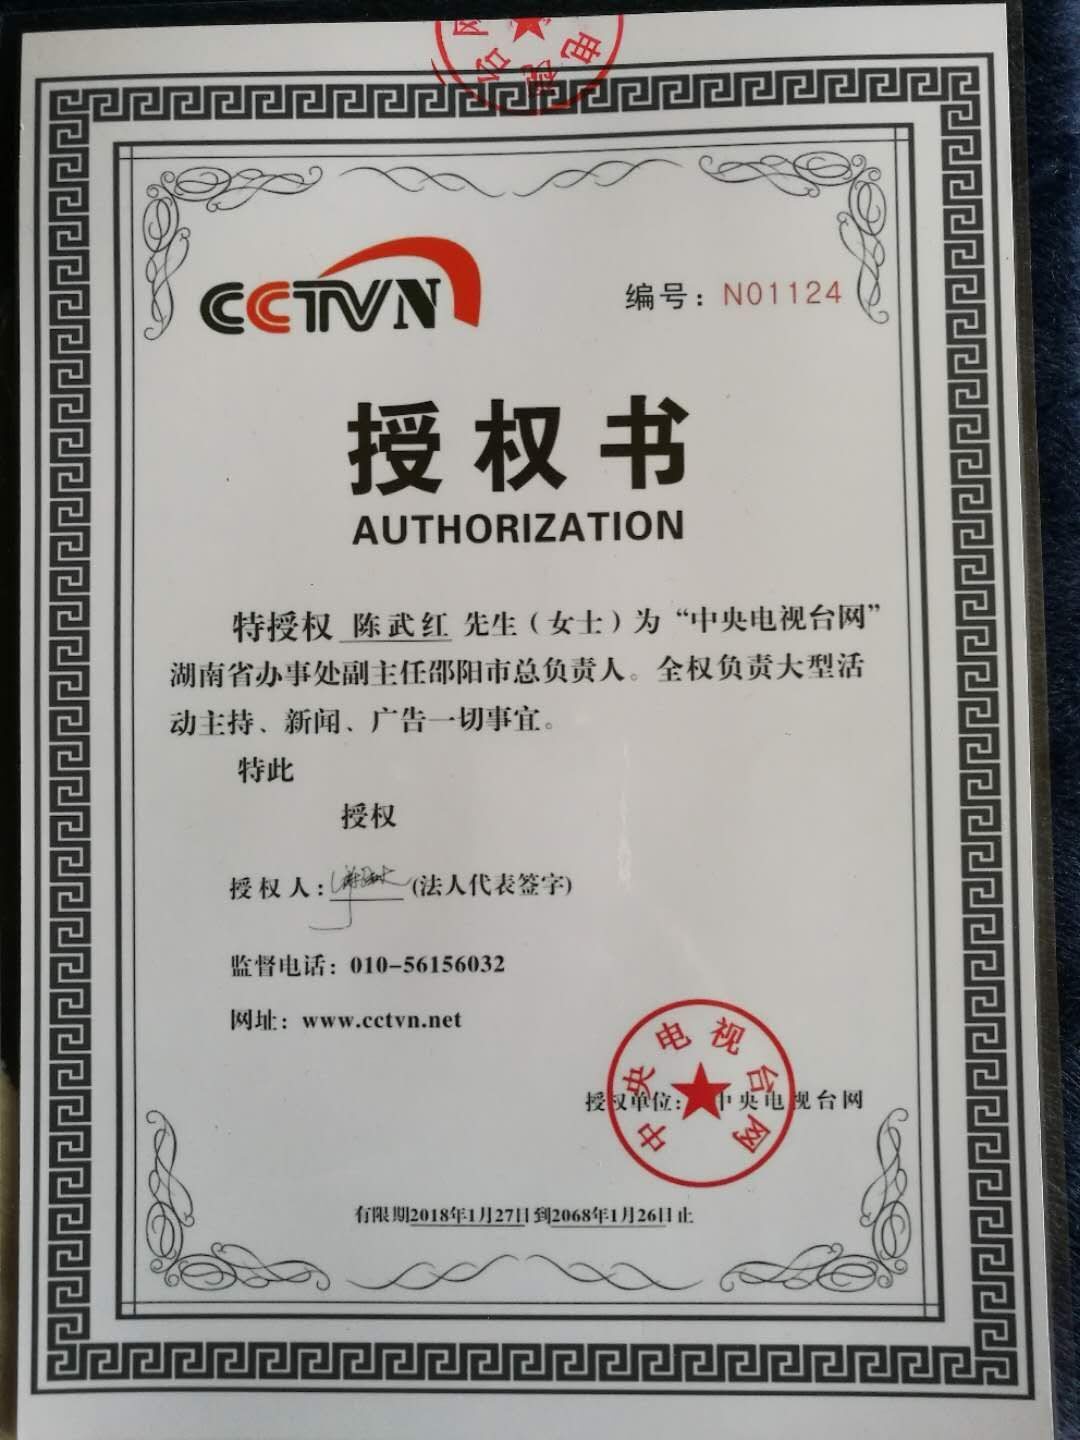 视
电
CCTVN
编号：N01124
授权书
AUTHORIZATION
特授权 陈武红 先生（女士）为“中央电视台网”
湖南省办事处副主任邵阳市总负责人。全权负责大型活
动主持、新闻、广告一切事宜。
特此
授权
授权人：(法人代表签字)
监督电话：010-56156032
网址：www.cctvn.net
中央电视台网
授权单位：中央电视台网
有限期2018年1月27日到2068年1月26日止